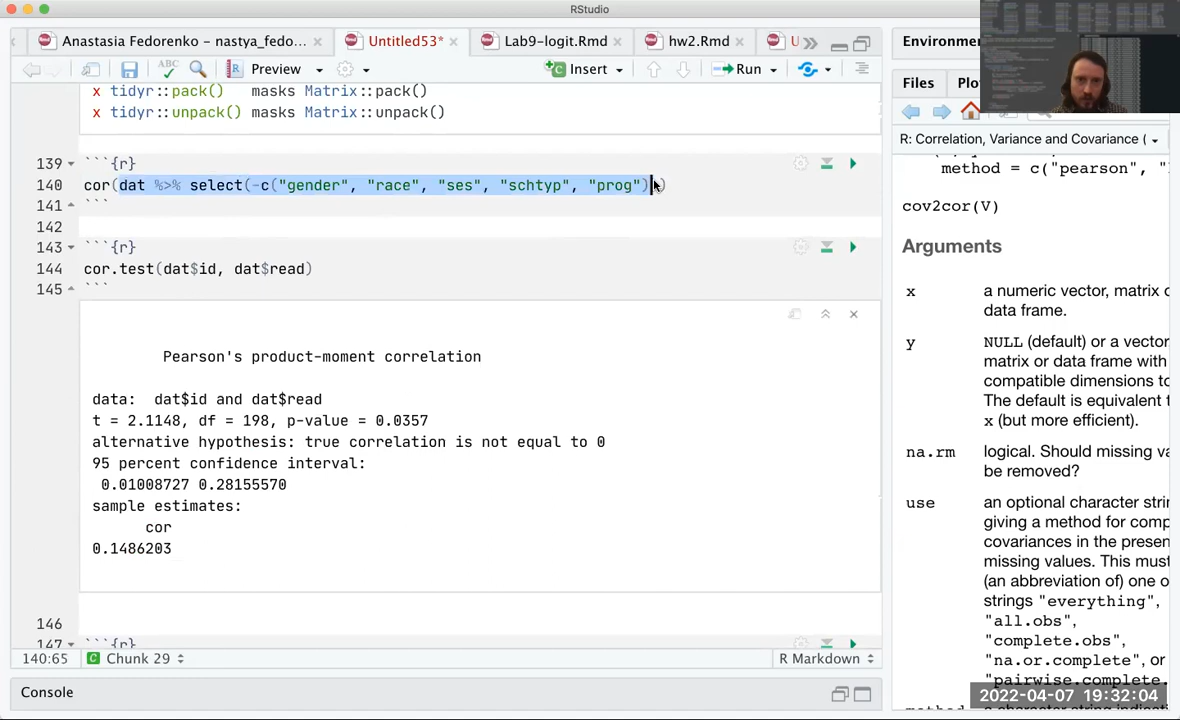 RStudio
Anastasia Fedorenko – nastya_fedo...
Untitled53*
Lab9-logit.Rmd
hw2.Rmd
U
Environmen
ABC
Preview
Insert
Run
Files
Plo
x tidyr::pack()   masks Matrix::pack()
x tidyr::unpack() masks Matrix::unpack()
R: Correlation, Variance and Covariance (
139 ```{r}
140 cor(dat %>% select(-c("gender", "race", "ses", "schtyp", "prog"))
141 ```
142
143 ```{r}
144 cor.test(dat$id, dat$read)
145 ```
Pearson's product-moment correlation
data:  dat$id and dat$read
t = 2.1148, df = 198, p-value = 0.0357
alternative hypothesis: true correlation is not equal to 0
95 percent confidence interval:
0.01008727 0.28155570
sample estimates:
cor
0.1486203
146
147 ```{r}
140:65
Chunk 29
R Markdown
Console
method = c("pearson", "
cov2cor(V)
Arguments
x a numeric vector, matrix o
data frame.
y NULL (default) or a vector
matrix or data frame with
compatible dimensions to
The default is equivalent t
x (but more efficient).
na.rm logical. Should missing va
be removed?
use an optional character strin
giving a method for comp
covariances in the presen
missing values. This must
(an abbreviation of) one o
strings "everything",
"all.obs",
"complete.obs",
"na.or.complete", or
"pairwise.complete.
2022-04-07 19:32:04